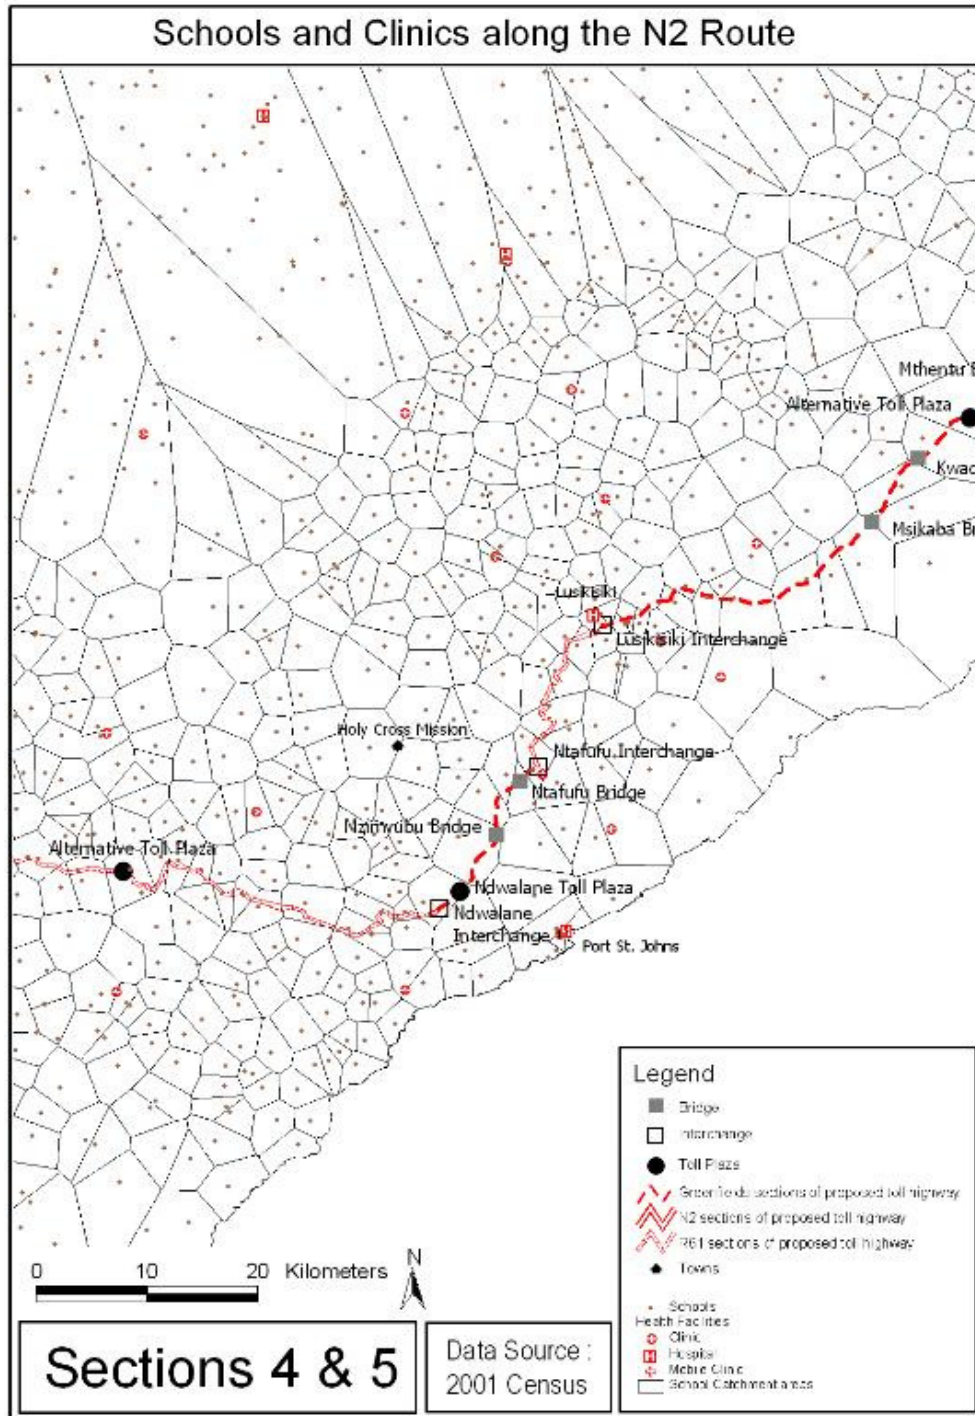 Schools and Clinics along the N2 Route
Alternative Toll Plaza
Lusikisiki
Lusikisiki Interchange
Holy Cross Mission
Ntafufu Interchange
Ntafufu Bridge
Bridge
Alternative Toll Plaza
Ndwalane Toll Plaza
Ndwalane
Interchange
Port St. Johns
Legend
Bridge
Interchange
Toll Plaza
Greenfields sections of proposed toll highway
N2 sections of proposed toll highway
R61 sections of proposed toll highway
Towns
Schools
Health Facilities
Clinic
Hospital
Mobile Clinic
School Catchment areas
0 10 20 Kilometers
N
Sections 4 & 5
Data Source :
2001 Census